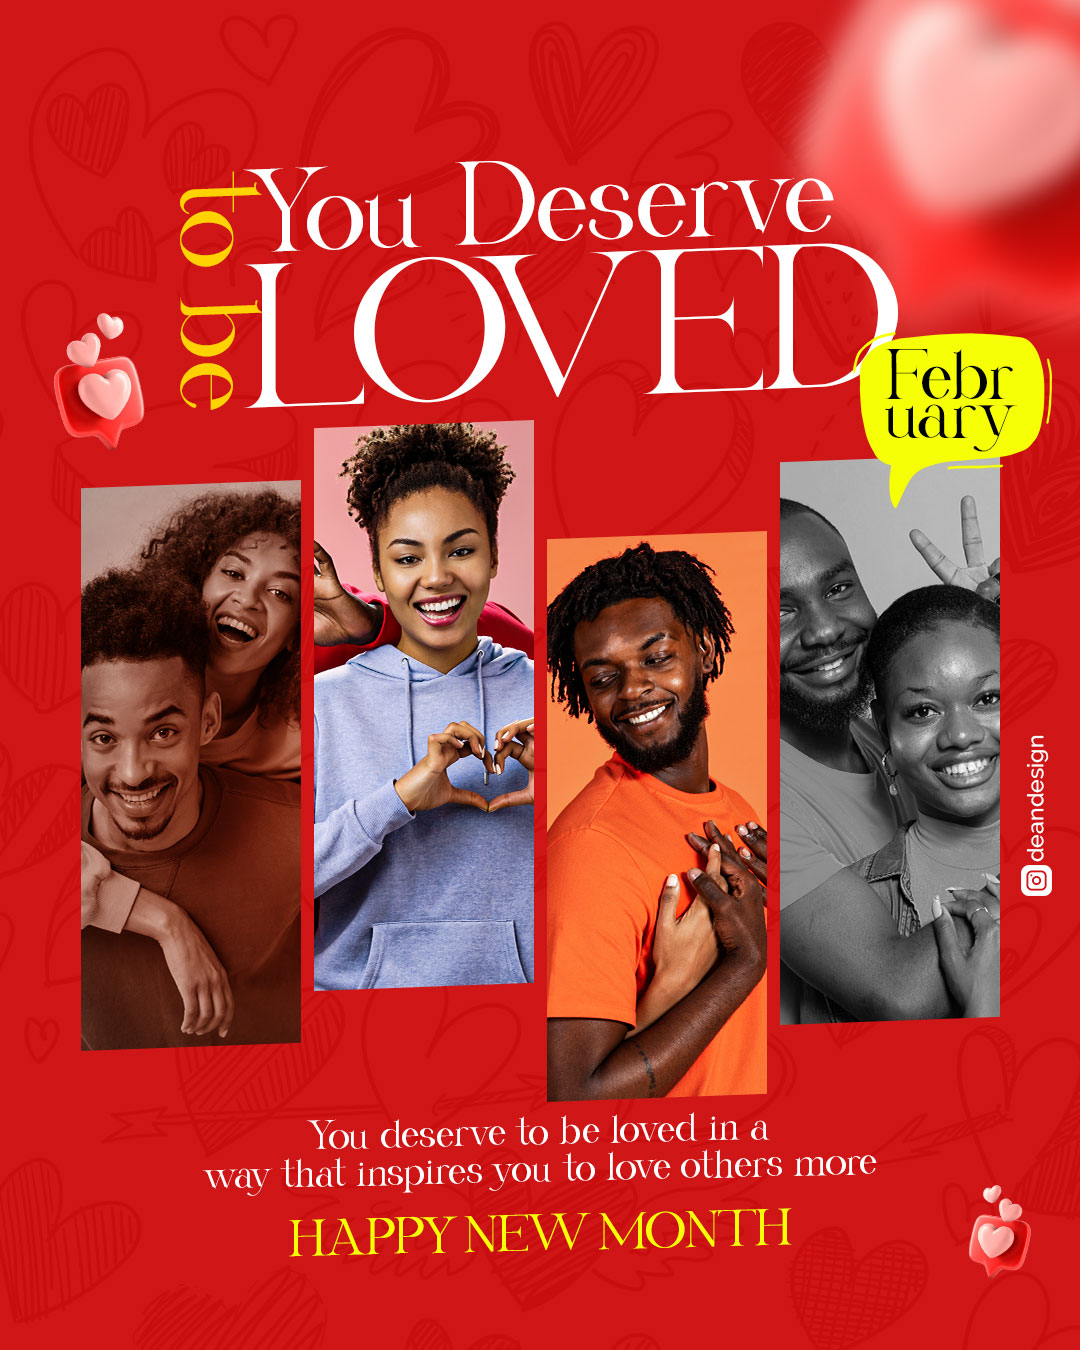 You Deserve
to be
LOVED
Febr
uary
deandesign
You deserve to be loved in a
way that inspires you to love others more
HAPPY NEW MONTH